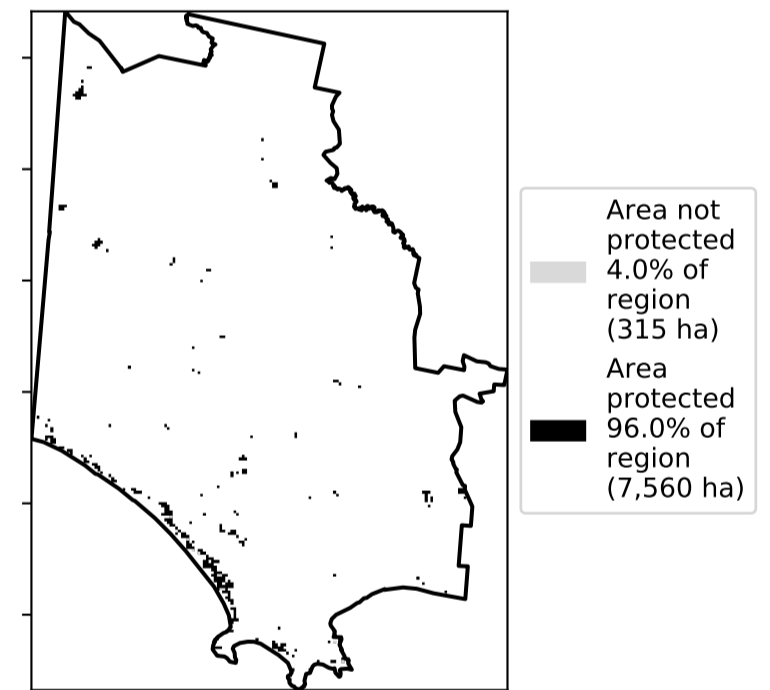 Area not
protected
4.0% of
region
(315 ha)
Area
protected
96.0% of
region
(7,560 ha)